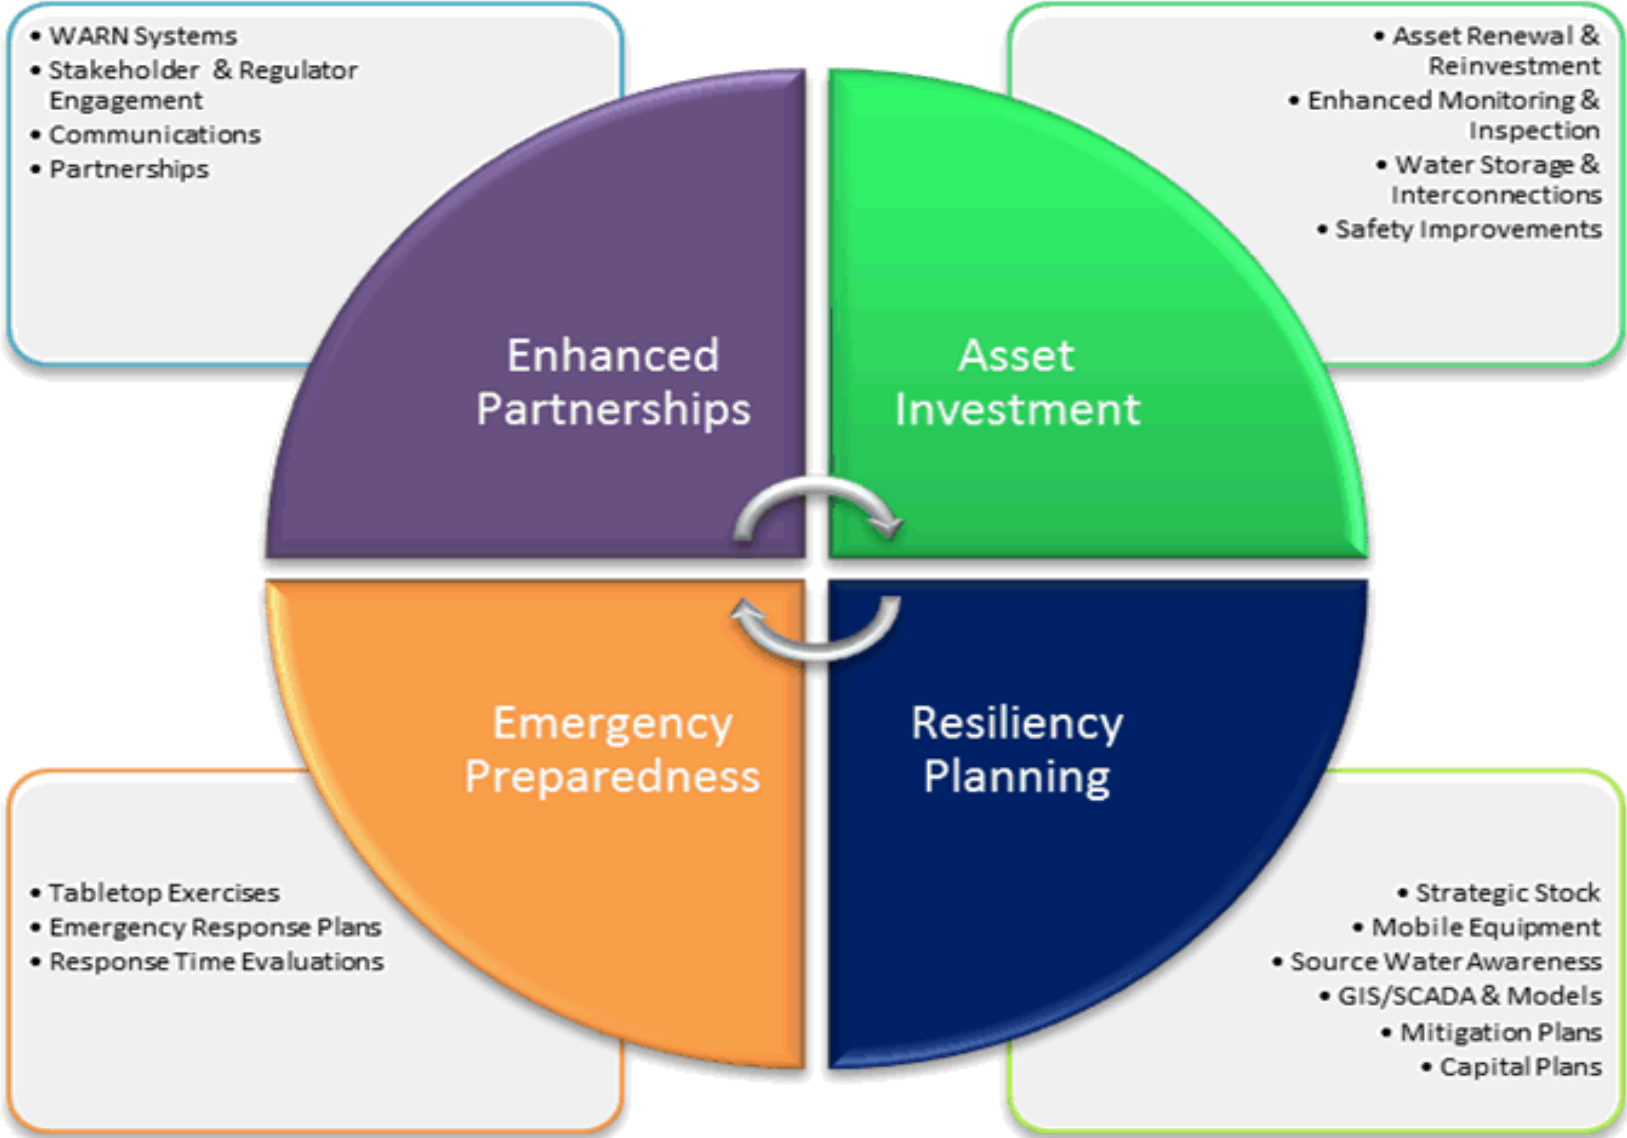 • WARN Systems
• Stakeholder & Regulator
Engagement
• Communications
• Partnerships
• Asset Renewal &
Reinvestment
• Enhanced Monitoring &
Inspection
• Water Storage &
Interconnections
• Safety Improvements
Enhanced
Partnerships
Asset
Investment
Emergency
Preparedness
Resiliency
Planning
• Tabletop Exercises
• Emergency Response Plans
• Response Time Evaluations
• Strategic Stock
• Mobile Equipment
• Source Water Awareness
• GIS/SCADA & Models
• Mitigation Plans
• Capital Plans